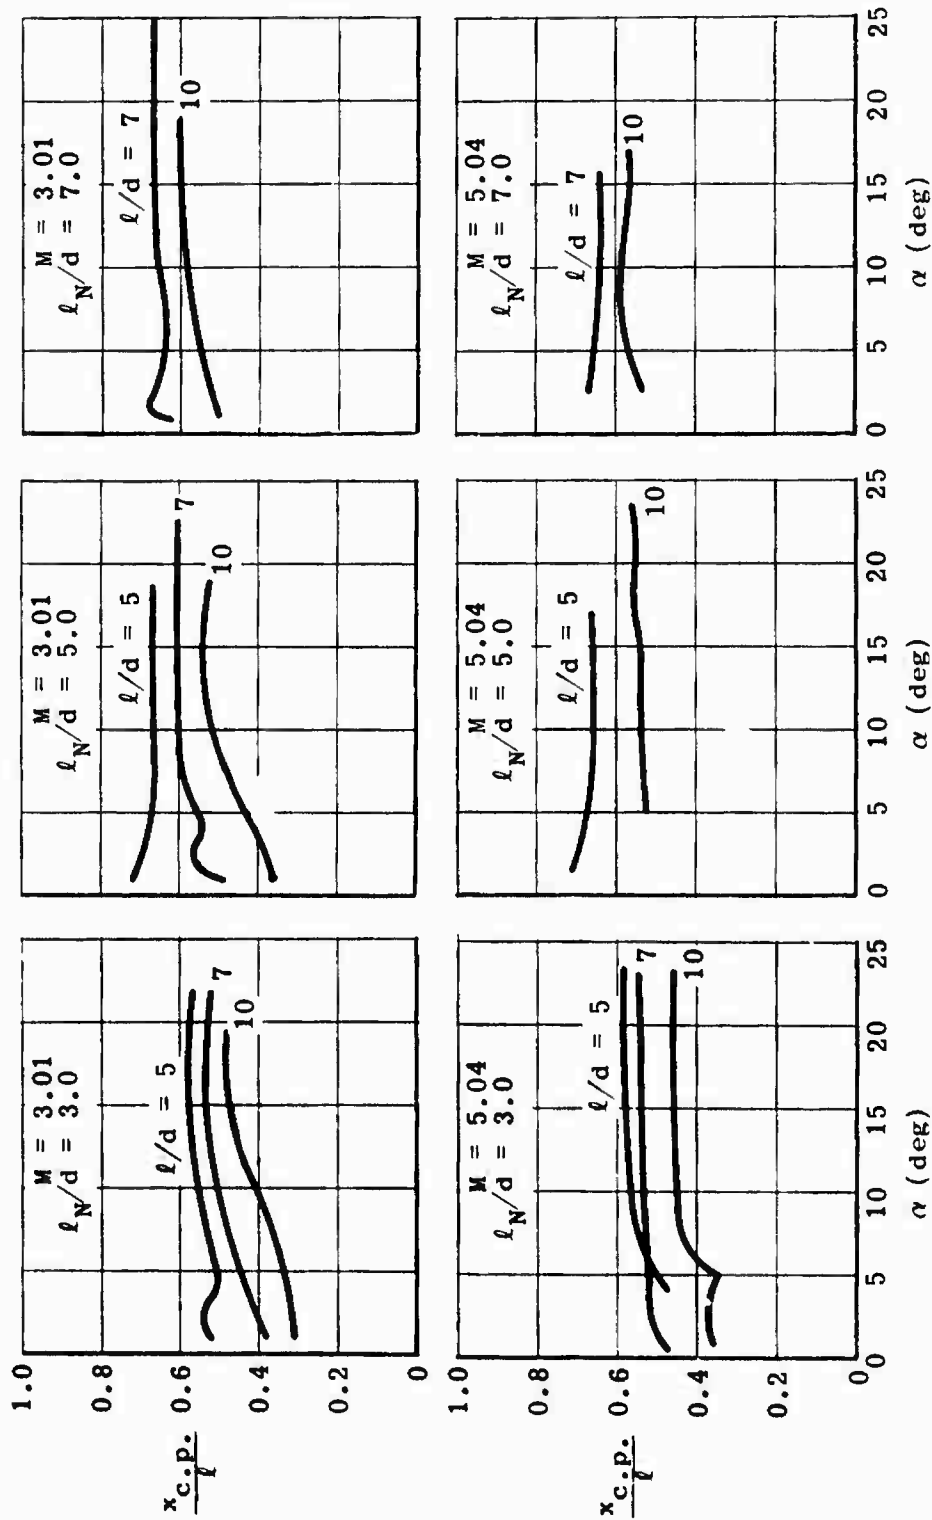 M = 3.01
ℓN/d = 3.0
ℓ/d = 5
7
10
M = 3.01
ℓN/d = 5.0
ℓ/d = 5
7
10
M = 3.01
ℓN/d = 7.0
ℓ/d = 7
10
1.0
0.8
0.6
0.4
0.2
0
xc.p.
ℓ
M = 5.04
ℓN/d = 3.0
ℓ/d = 5
7
10
M = 5.04
ℓN/d = 5.0
ℓ/d = 5
10
M = 5.04
ℓN/d = 7.0
ℓ/d = 7
10
1.0
0.8
0.6
0.4
0.2
0
xc.p.
ℓ
0 5 10 15 20 25
α (deg)
0 5 10 15 20 25
α (deg)
0 5 10 15 20 25
α (deg)